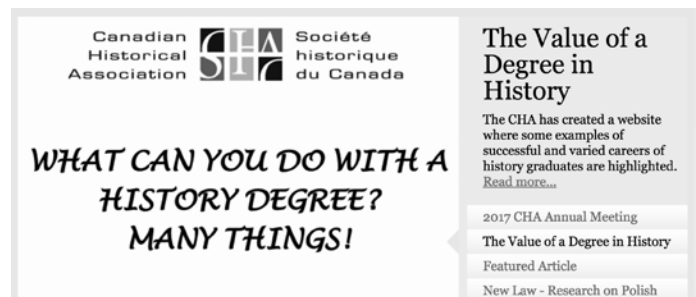 Canadian
Historical
Association
CHA
SHC
Société
historique
du Canada
WHAT CAN YOU DO WITH A
HISTORY DEGREE?
MANY THINGS!
The Value of a
Degree in
History
The CHA has created a website
where some examples of
successful and varied careers of
history graduates are highlighted.
Read more...
2017 CHA Annual Meeting
The Value of a Degree in History
Featured Article
New Law - Research on Polish